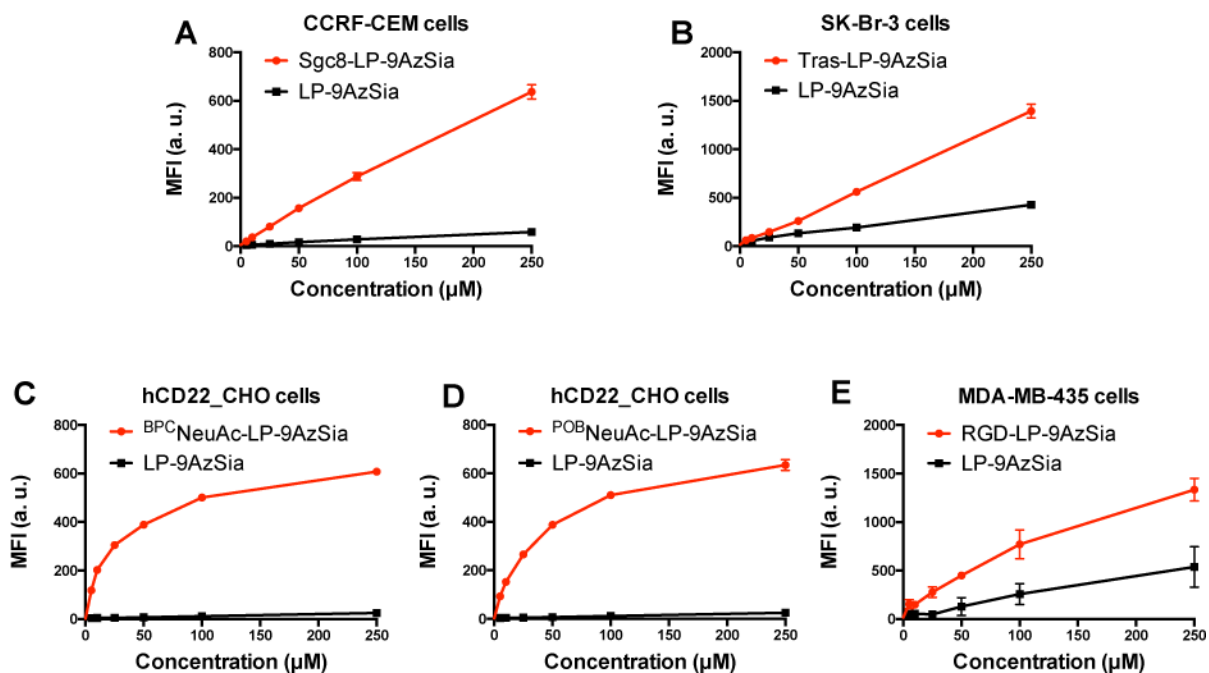 A
CCRF-CEM cells
800
600
400
200
0
MFI (a. u.)
Sgc8-LP-9AzSia
LP-9AzSia
0 50 100 150 200 250
Concentration (µM)
B
SK-Br-3 cells
2000
1500
1000
500
0
MFI (a. u.)
Tras-LP-9AzSia
LP-9AzSia
0 50 100 150 200 250
Concentration (µM)
C
hCD22_CHO cells
800
600
400
200
0
MFI (a. u.)
BPCNeuAc-LP-9AzSia
LP-9AzSia
0 50 100 150 200 250
Concentration (µM)
D
hCD22_CHO cells
800
600
400
200
0
MFI (a. u.)
POBNeuAc-LP-9AzSia
LP-9AzSia
0 50 100 150 200 250
Concentration (µM)
E
MDA-MB-435 cells
2000
1500
1000
500
0
MFI (a. u.)
RGD-LP-9AzSia
LP-9AzSia
0 50 100 150 200 250
Concentration (µM)